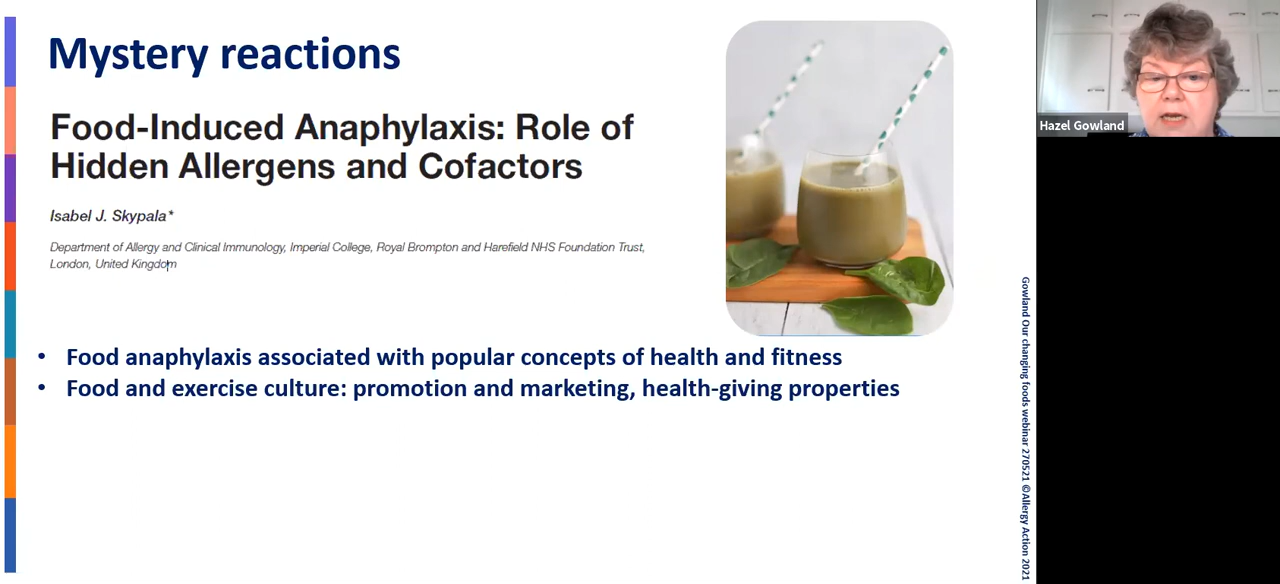 Mystery reactions
Food-Induced Anaphylaxis: Role of
Hidden Allergens and Cofactors
Isabel J. Skypala*
Department of Allergy and Clinical Immunology, Imperial College, Royal Brompton and Harefield NHS Foundation Trust,
London, United Kingdom
• Food anaphylaxis associated with popular concepts of health and fitness
• Food and exercise culture: promotion and marketing, health-giving properties
Gowland Our changing foods webinar 270521 ©Allergy Action 2021
Hazel Gowland